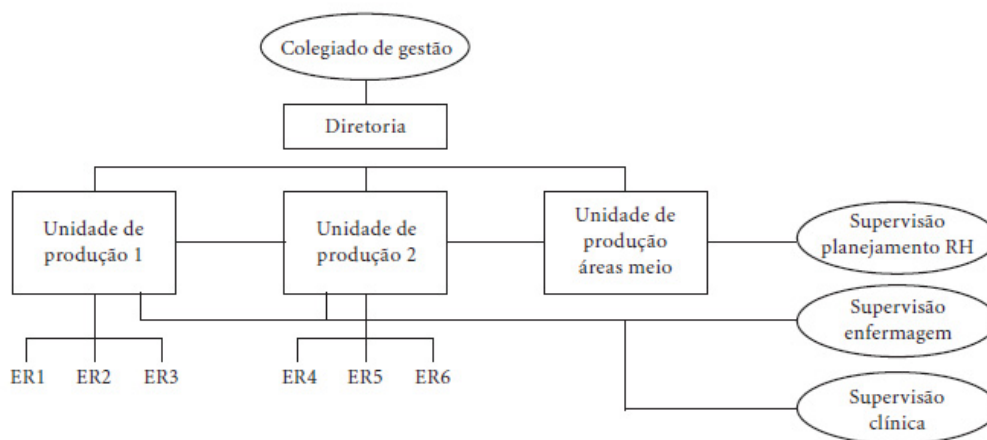 Colegiado de gestão
Diretoria
Unidade de
produção 1
Unidade de
produção 2
Unidade de
produção
áreas meio
Supervisão
planejamento RH
Supervisão
enfermagem
Supervisão
clínica
ER1 ER2 ER3 ER4 ER5 ER6